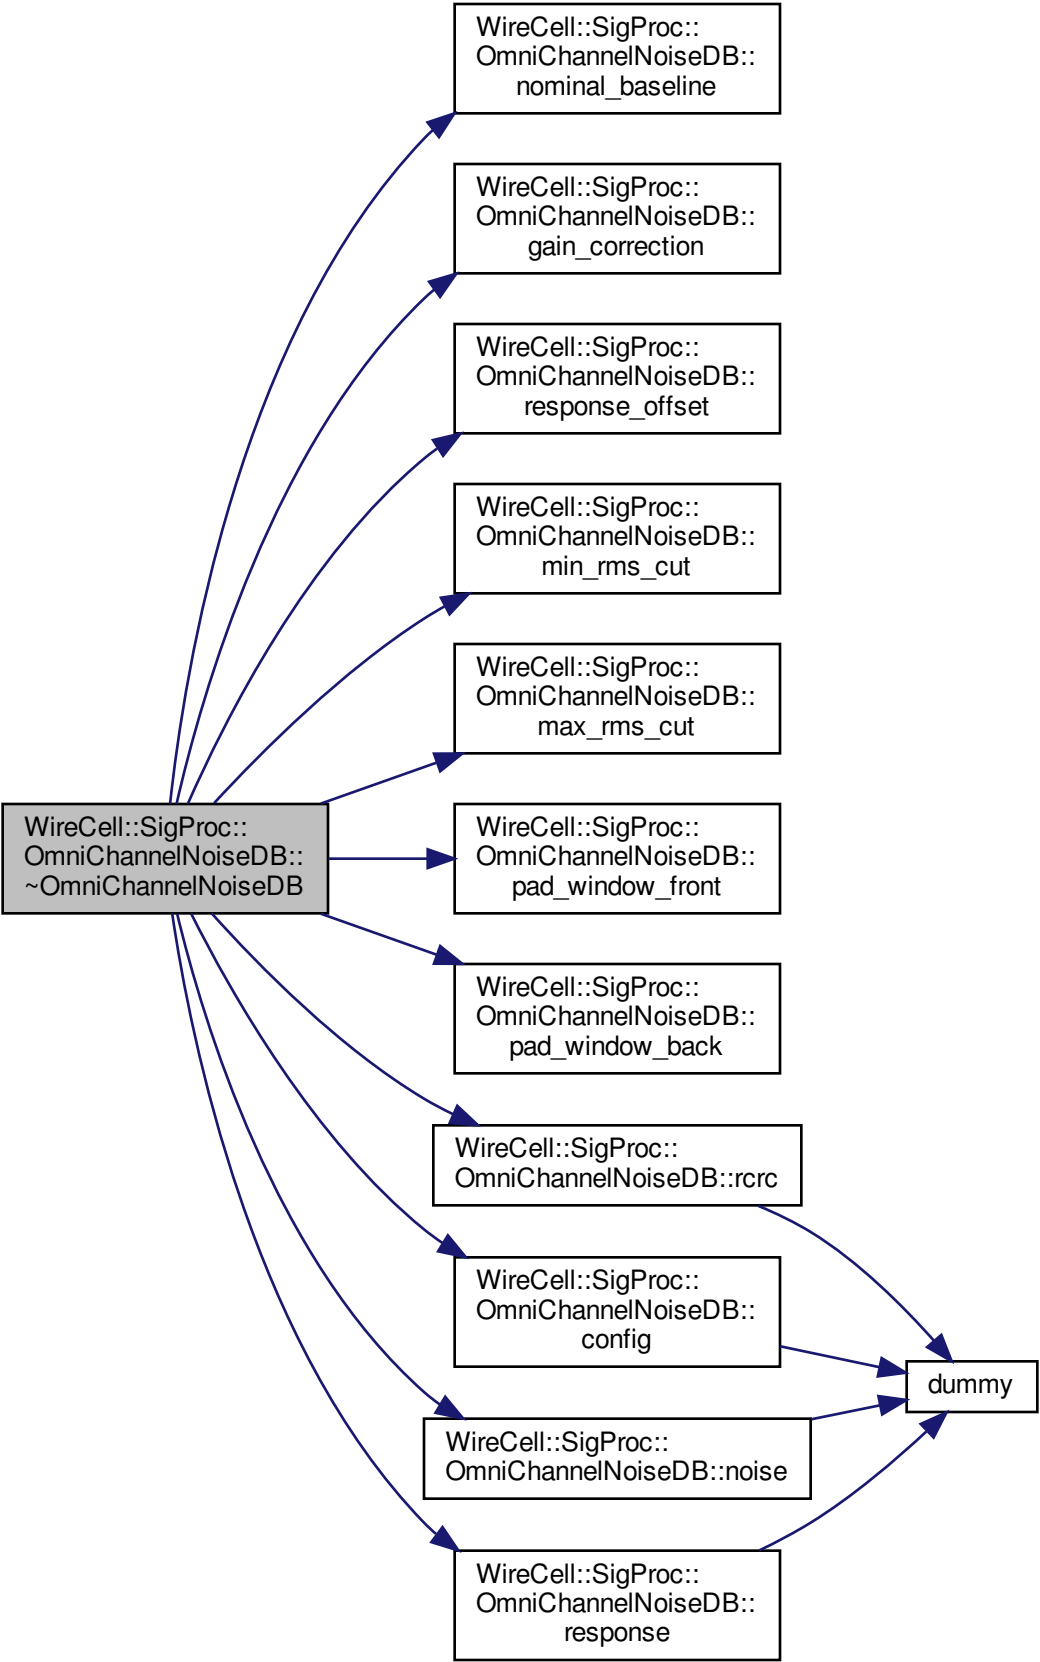 WireCell::SigProc::
OmniChannelNoiseDB::
nominal_baseline
WireCell::SigProc::
OmniChannelNoiseDB::
gain_correction
WireCell::SigProc::
OmniChannelNoiseDB::
response_offset
WireCell::SigProc::
OmniChannelNoiseDB::
min_rms_cut
WireCell::SigProc::
OmniChannelNoiseDB::
max_rms_cut
WireCell::SigProc::
OmniChannelNoiseDB::
~OmniChannelNoiseDB
WireCell::SigProc::
OmniChannelNoiseDB::
pad_window_front
WireCell::SigProc::
OmniChannelNoiseDB::
pad_window_back
WireCell::SigProc::
OmniChannelNoiseDB::rcrc
WireCell::SigProc::
OmniChannelNoiseDB::
config
dummy
WireCell::SigProc::
OmniChannelNoiseDB::noise
WireCell::SigProc::
OmniChannelNoiseDB::
response